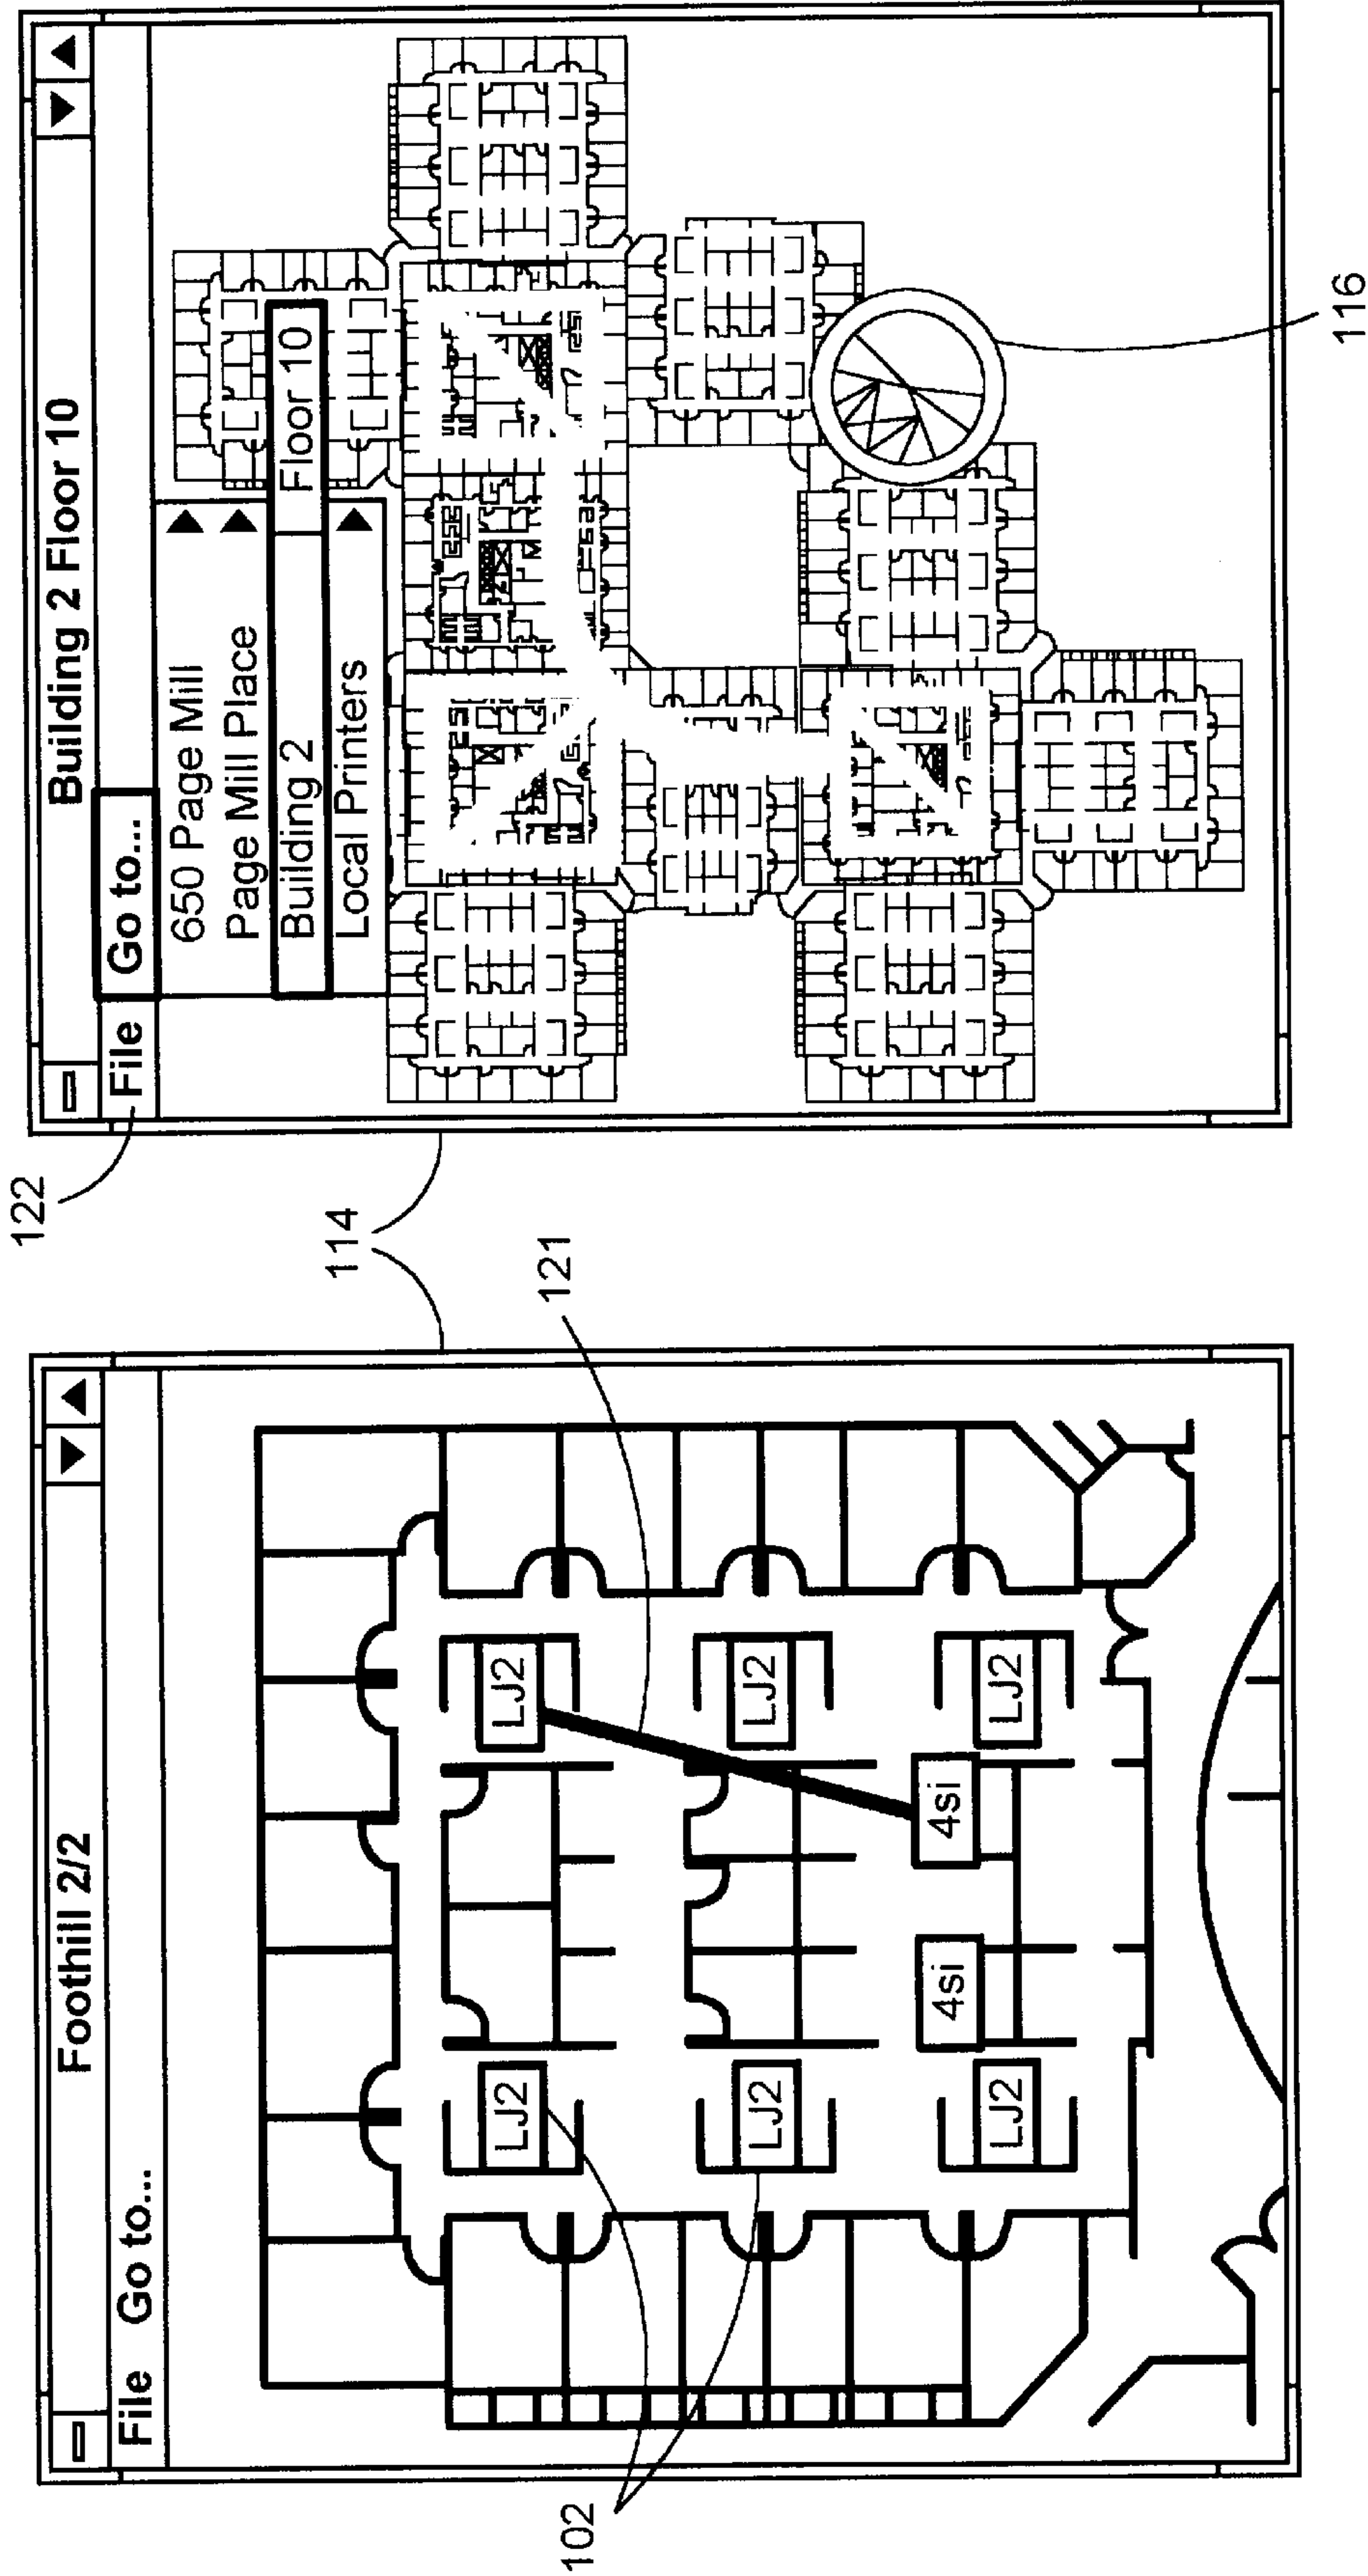 122
Building 2 Floor 10
File Go to...
650 Page Mill
Page Mill Place
Building 2 Floor 10
Local Printers
116
114
121
Foothill 2/2
File Go to...
LJ2 LJ2
LJ2 LJ2
4si 4si
LJ2 LJ2
102